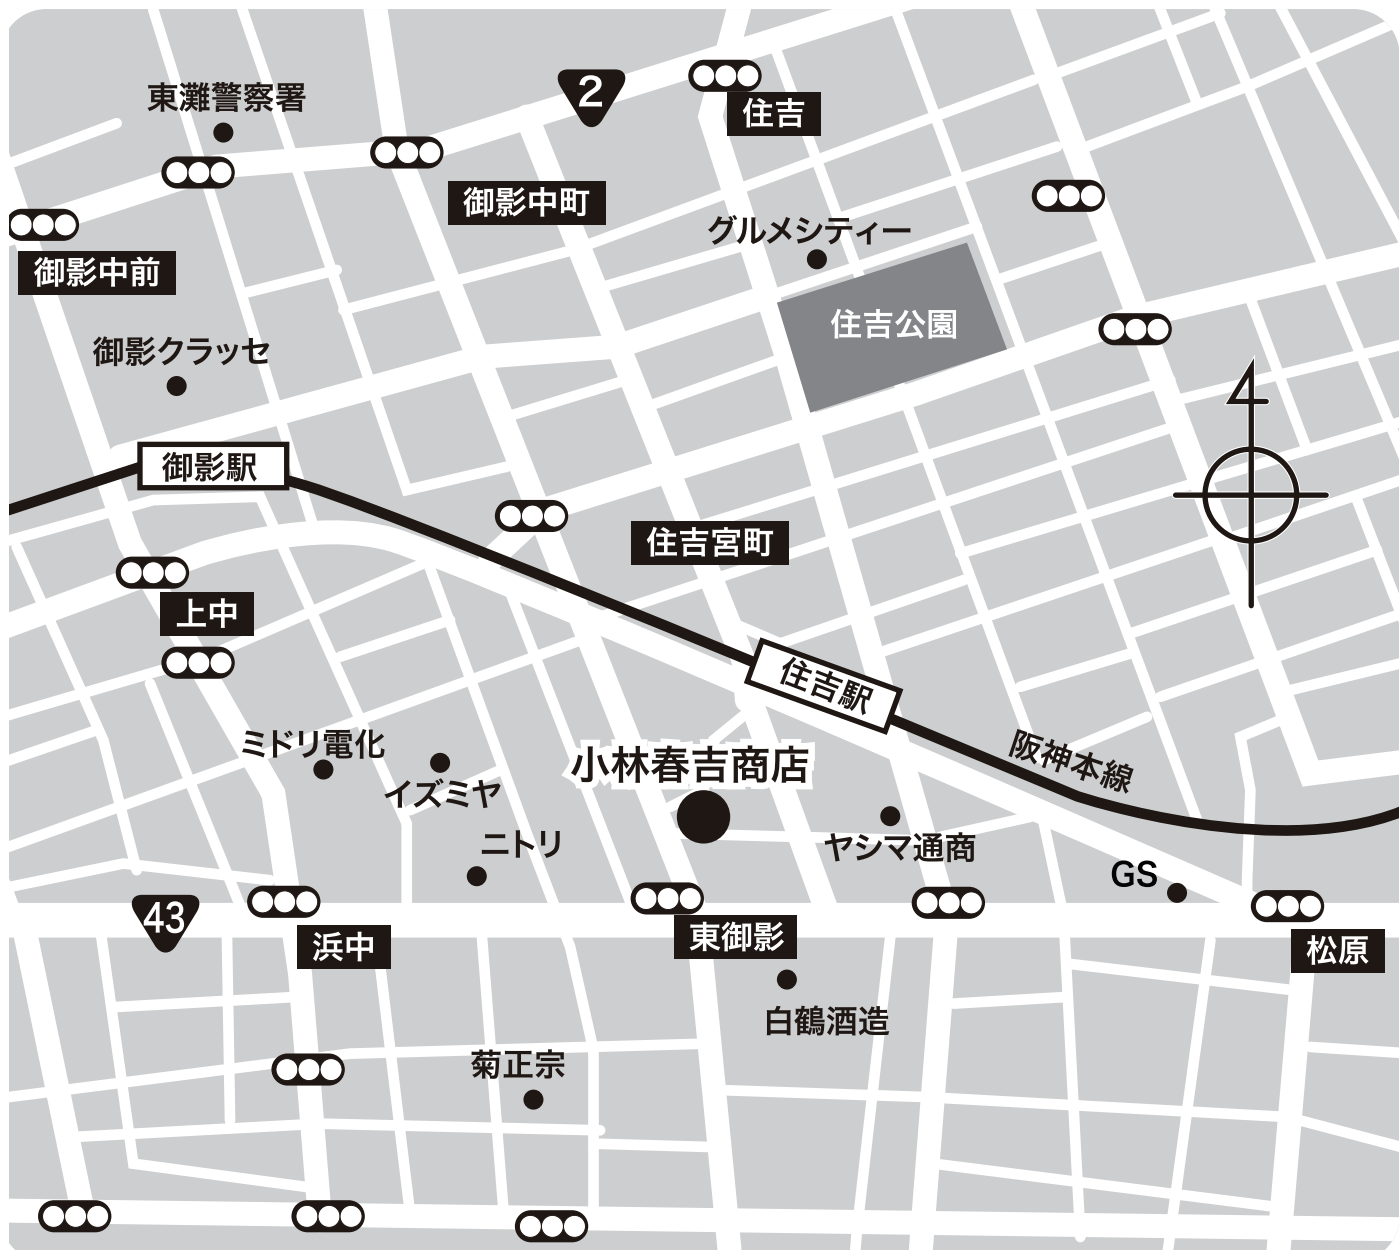 東灘警察署
2
住吉
御影中町
グルメシティー
御影中前
住吉公園
御影クラッセ
御影駅
住吉宮町
上中
住吉駅
ミドリ電化
阪神本線
小林春吉商店
イズミヤ
ニトリ
ヤシマ通商
GS
43
浜中
東御影
松原
白鶴酒造
菊正宗